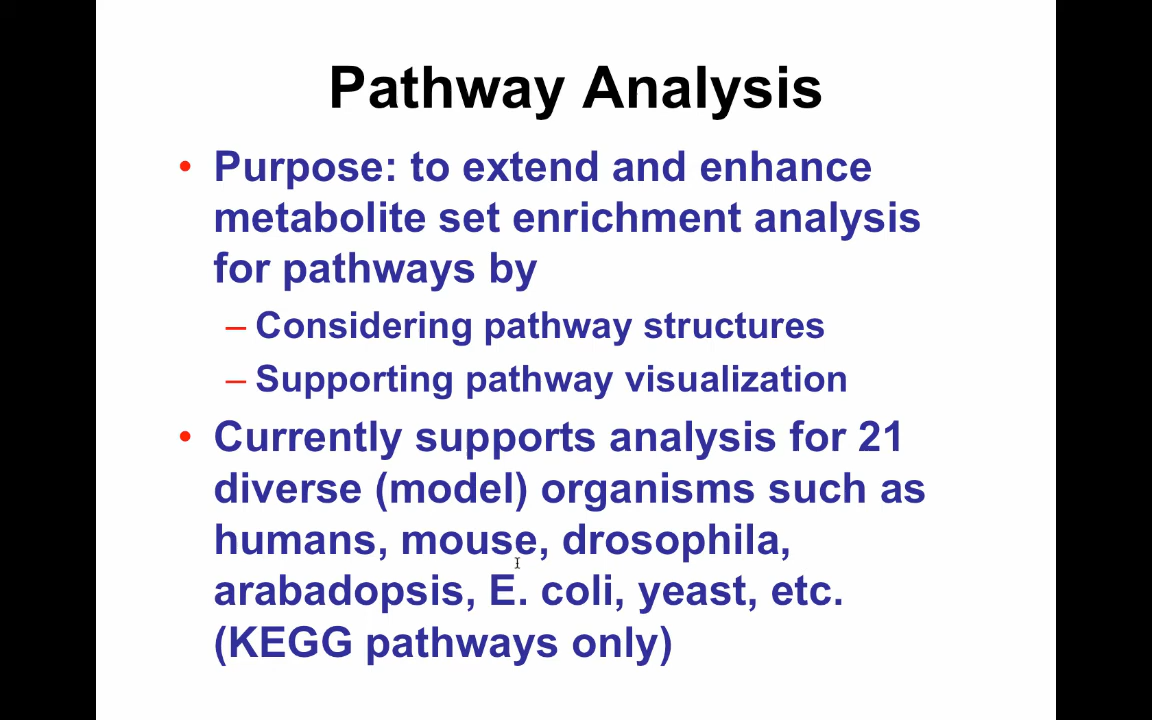 Pathway Analysis
• Purpose: to extend and enhance
metabolite set enrichment analysis
for pathways by
– Considering pathway structures
– Supporting pathway visualization
• Currently supports analysis for 21
diverse (model) organisms such as
humans, mouse, drosophila,
arabadopsis, E. coli, yeast, etc.
(KEGG pathways only)